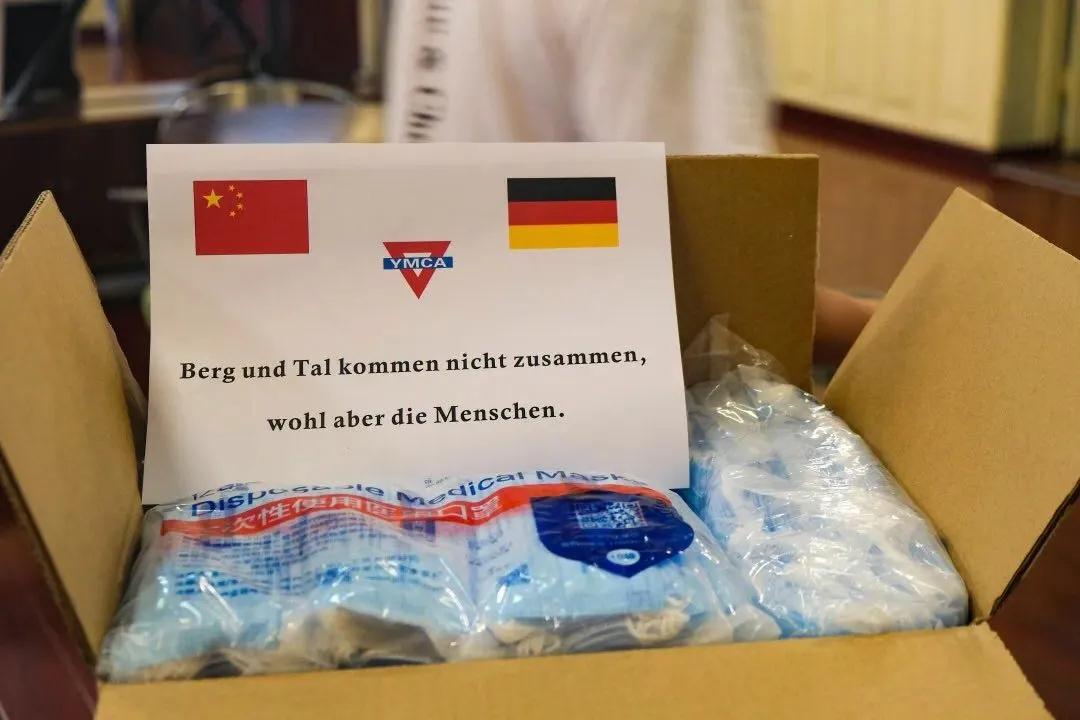 YMCA
Berg und Tal kommen nicht zusammen,
wohl aber die Menschen.
Disposable Medical Masks
一次性使用医用口罩